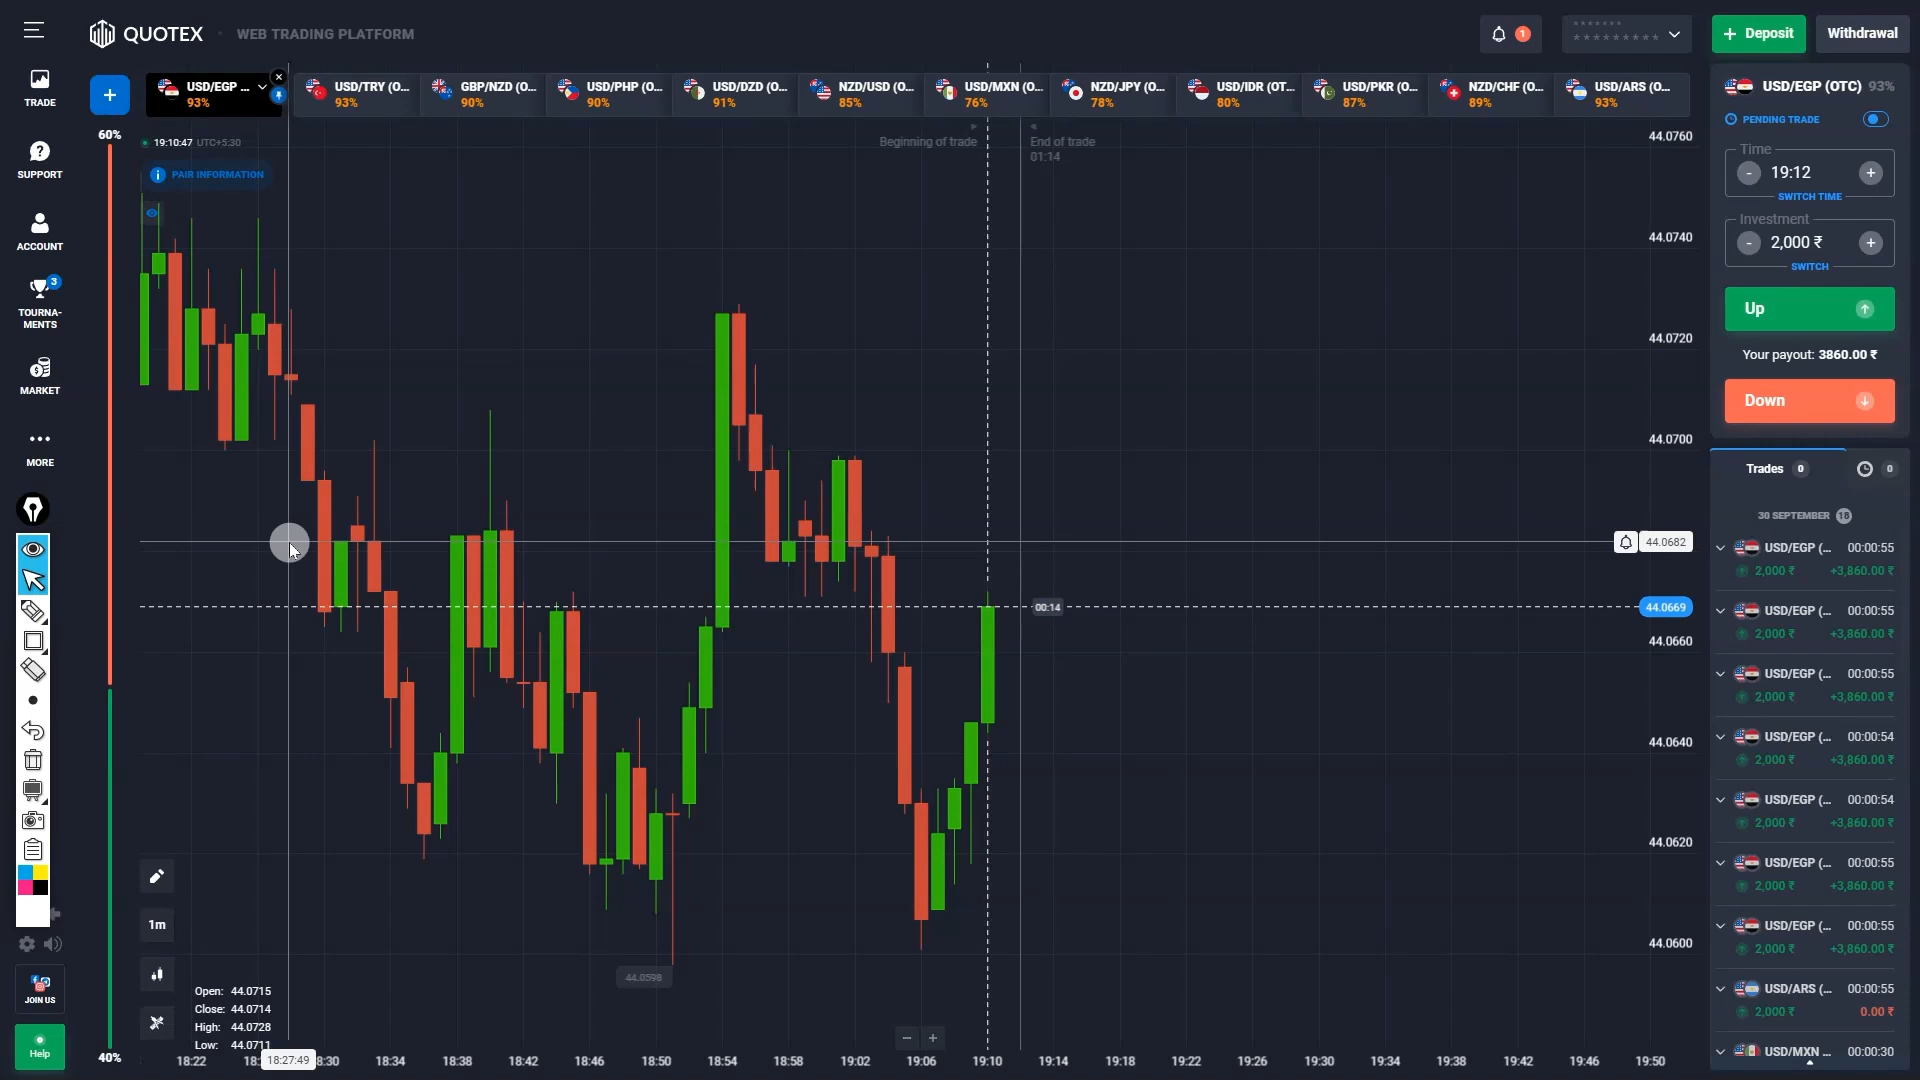 QUOTEX
WEB TRADING PLATFORM
1
Deposit
Withdrawal
TRADE
SUPPORT
ACCOUNT
3
TOURNA-
MENTS
MARKET
MORE
JOIN US
Help
USD/EGP ...
93%
USD/TRY (O...
93%
GBP/NZD (O...
90%
USD/PHP (O...
90%
USD/DZD (O...
91%
NZD/USD (O...
85%
USD/MXN (O...
76%
NZD/JPY (O...
78%
USD/IDR (OT...
80%
USD/PKR (O...
87%
NZD/CHF (O...
89%
USD/ARS (O...
93%
60%
40%
19:10:47 UTC+5:30
PAIR INFORMATION
Beginning of trade
End of trade
01:14
44.0760
44.0740
44.0720
44.0700
44.0682
00:14
44.0669
44.0660
44.0640
44.0620
44.0600
44.0598
1m
Open: 44.0715
Close: 44.0714
High: 44.0728
Low: 44.0711
18:22
18:27:49
18:34
18:38
18:42
18:46
18:50
18:54
18:58
19:02
19:06
19:10
19:14
19:18
19:22
19:26
19:30
19:34
19:38
19:42
19:46
19:50
USD/EGP (OTC) 93%
PENDING TRADE
Time
- 19:12 +
SWITCH TIME
Investment
- 2,000 ₹ +
SWITCH
Up
Your payout: 3860.00 ₹
Down
Trades 0
0
30 SEPTEMBER 18
USD/EGP (... 00:00:55
2,000 ₹ +3,860.00 ₹
USD/EGP (... 00:00:55
2,000 ₹ +3,860.00 ₹
USD/EGP (... 00:00:55
2,000 ₹ +3,860.00 ₹
USD/EGP (... 00:00:54
2,000 ₹ +3,860.00 ₹
USD/EGP (... 00:00:54
2,000 ₹ +3,860.00 ₹
USD/EGP (... 00:00:55
2,000 ₹ +3,860.00 ₹
USD/EGP (... 00:00:55
2,000 ₹ +3,860.00 ₹
USD/ARS (... 00:00:55
2,000 ₹ 0.00 ₹
USD/MXN ... 00:00:30